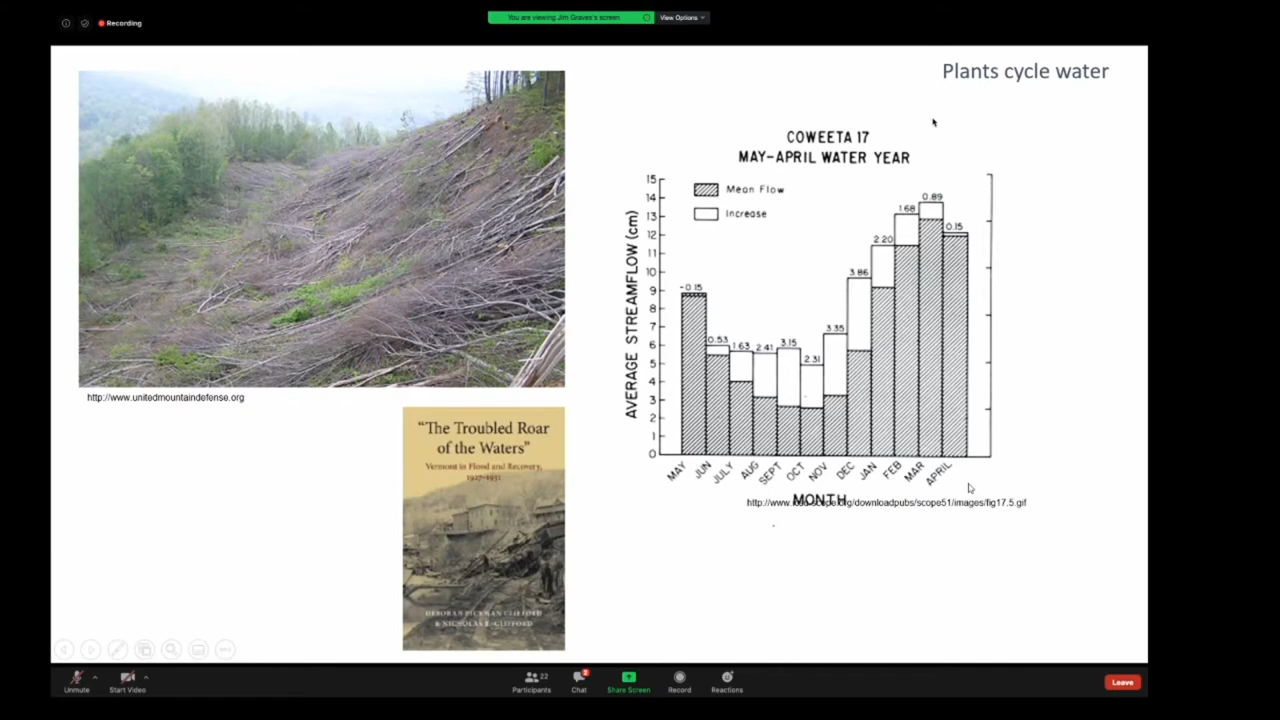 Recording
You are viewing Jim Graves's screen
View Options
Plants cycle water
http://www.unitedmountaindefense.org
"The Troubled Roar
of the Waters"
Vermont in Flood and Recovery,
1927-1931
DEBORAH PICKMAN CLIFFORD
& NICHOLAS R. CLIFFORD
COWEETA 17
MAY-APRIL WATER YEAR
Mean Flow
Increase
AVERAGE STREAMFLOW (cm)
15
14
13
12
11
10
9
8
7
6
5
4
3
2
1
0
-0.15
0.53
1.63
2.41
3.15
2.31
3.35
3.86
2.20
1.68
0.89
0.15
MAY
JUN
JULY
AUG
SEPT
OCT
NOV
DEC
JAN
FEB
MAR
APRIL
MONTH
/downloadpubs/scope51/images/fig17.5.gif
Unmute
Start Video
22
Participants
2
Chat
Share Screen
Record
Reactions
Leave